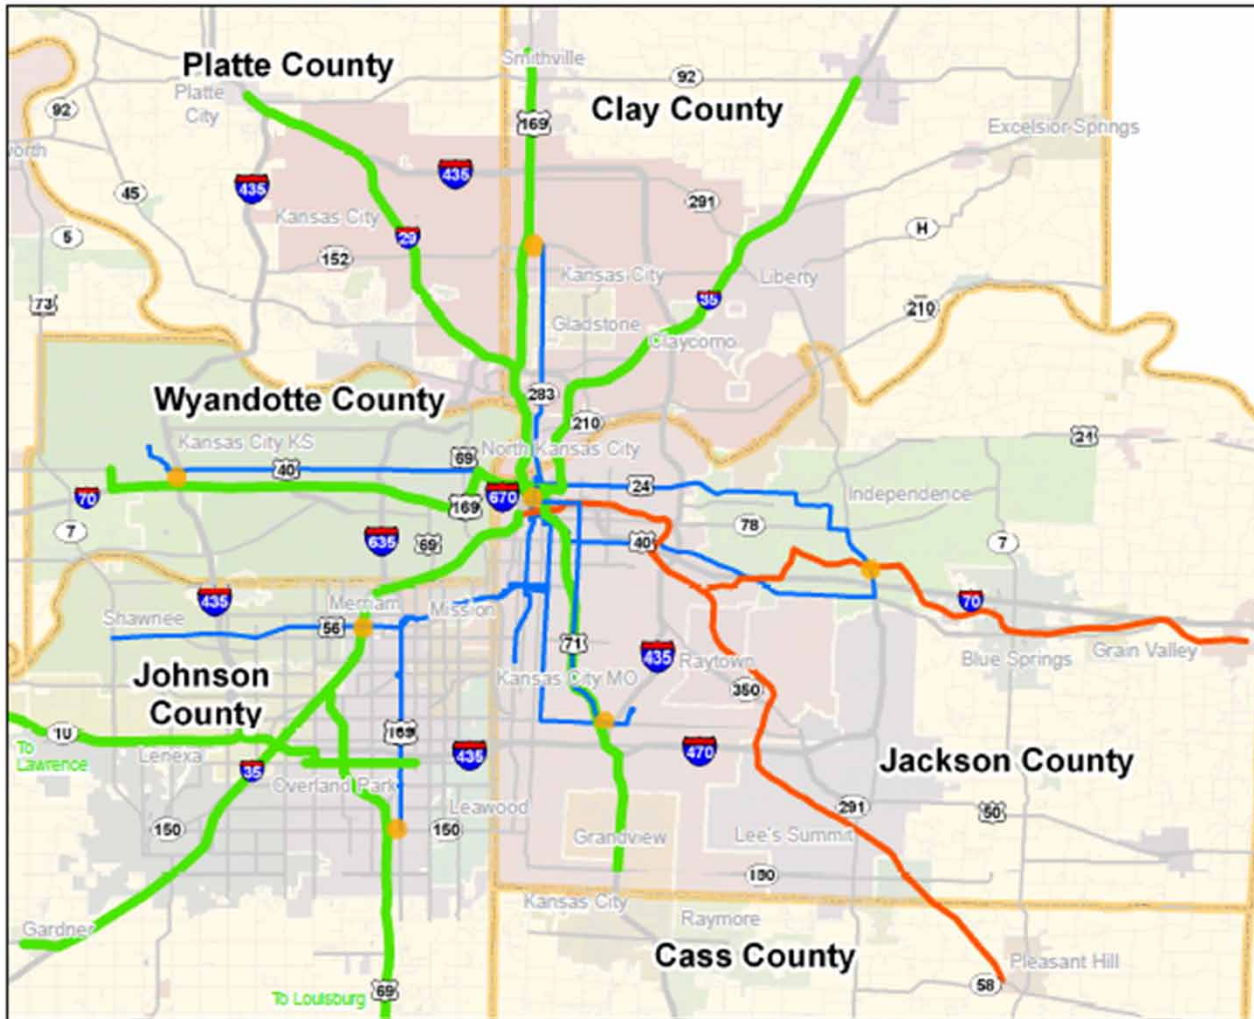 Platte County
Smithville
92
Platte
City
Clay County
92
169
Excelsior Springs
45
435
435
291
5
Kansas City
29
H
152
Kansas City
Liberty
73
35
210
Gladstone
Claycomo
Wyandotte County
283
210
Kansas City KS
North Kansas City
69
40
24
70
169
670
Independence
7
635
69
40
78
7
435
Merriam
Mission
70
Shawnee
56
71
435
Raytown
Blue Springs
Grain Valley
Johnson
County
Kansas City MO
350
10
169
To
Lawrence
Lenexa
435
470
Jackson County
35
Overland Park
Leawood
291
50
150
150
Grandview
Lee's Summit
Kansas City
Gardner
Raymore
Cass County
Pleasant Hill
58
To Louisburg
69